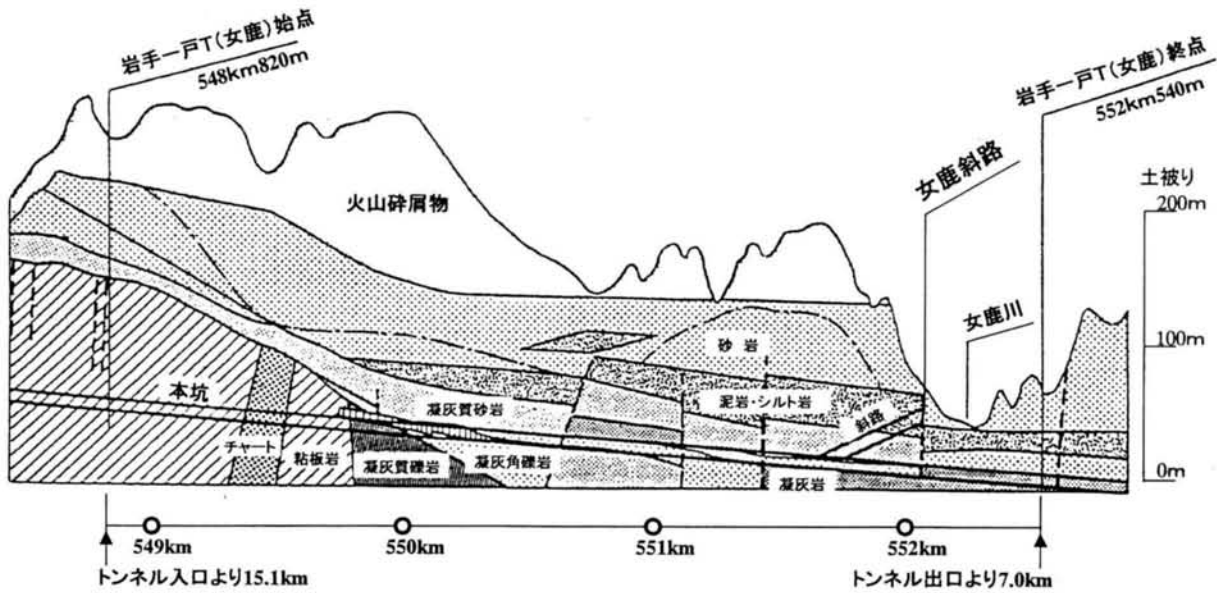 岩手一戸T(女鹿)始点
548km820m
岩手一戸T(女鹿)終点
552km540m
女鹿斜路
土被り
200m
火山砕屑物
女鹿川
砂岩
100m
本坑
泥岩・シルト岩
凝灰質砂岩
斜路
チャート
粘板岩
凝灰質礫岩
凝灰角礫岩
凝灰岩
0m
549km
550km
551km
552km
トンネル入口より15.1km
トンネル出口より7.0km